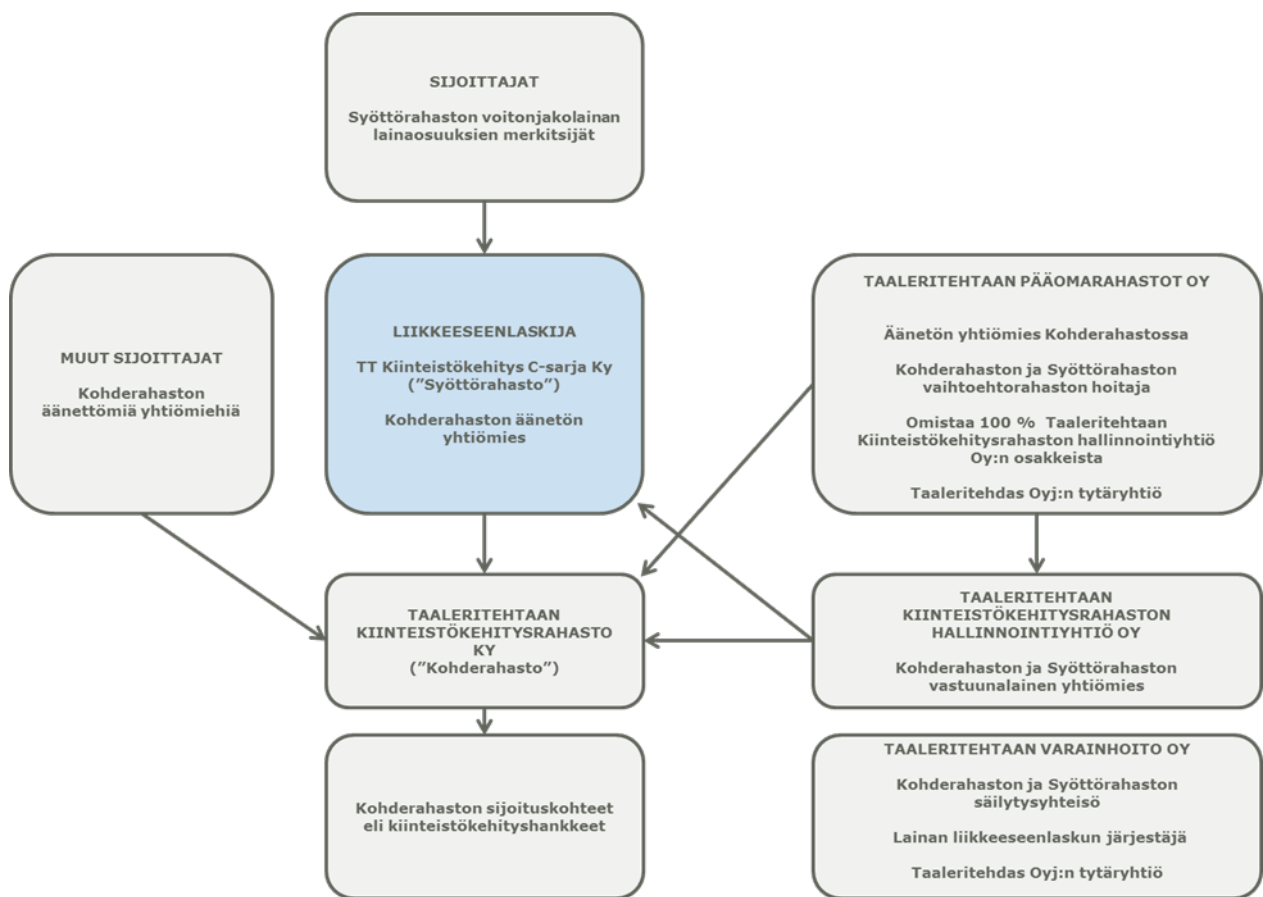 SIJOITTAJAT
Syöttörahaston voitonjakolainan
lainaosuuksien merkitsijät
MUUT SIJOITTAJAT
Kohderahaston
äänettömiä yhtiömiehiä
LIIKKEESEENLASKIJA
TT Kiinteistökehitys C-sarja Ky
(”Syöttörahasto”)
Kohderahaston äänetön
yhtiömies
TAALERITEHTAAN PÄÄOMARAHASTOT OY
Äänetön yhtiömies Kohderahastossa
Kohderahaston ja Syöttörahaston
vaihtoehtorahaston hoitaja
Omistaa 100 % Taaleritehtaan
Kiinteistökehitysrahaston hallinnointiyhtiö
Oy:n osakkeista
Taaleritehdas Oyj:n tytäryhtiö
TAALERITEHTAAN
KIINTEISTÖKEHITYSRAHASTO
KY
(”Kohderahasto”)
TAALERITEHTAAN
KIINTEISTÖKEHITYSRAHASTON
HALLINNOINTIYHTIÖ OY
Kohderahaston ja Syöttörahaston
vastuunalainen yhtiömies
Kohderahaston sijoituskohteet
eli kiinteistökehityshankkeet
TAALERITEHTAAN VARAINHOITO OY
Kohderahaston ja Syöttörahaston
säilytysyhteisö
Lainan liikkeeseenlaskun järjestäjä
Taaleritehdas Oyj:n tytäryhtiö